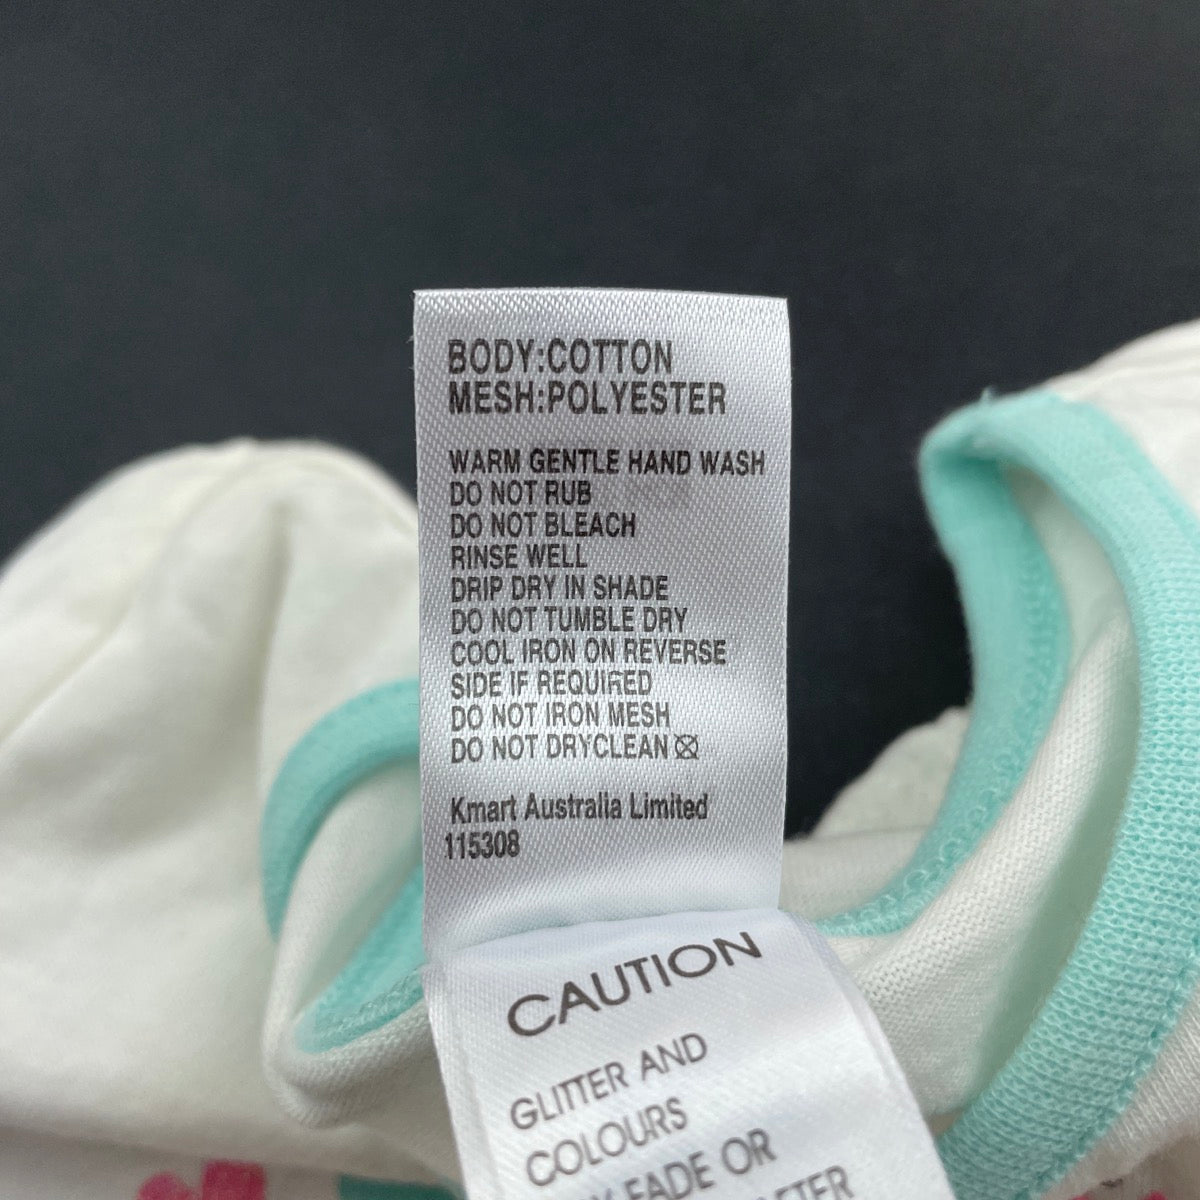 BODY:COTTON
MESH:POLYESTER
WARM GENTLE HAND WASH
DO NOT RUB
DO NOT BLEACH
RINSE WELL
DRIP DRY IN SHADE
DO NOT TUMBLE DRY
COOL IRON ON REVERSE
SIDE IF REQUIRED
DO NOT IRON MESH
DO NOT DRYCLEAN
Kmart Australia Limited
115308
CAUTION
GLITTER AND
COLOURS
FADE OR